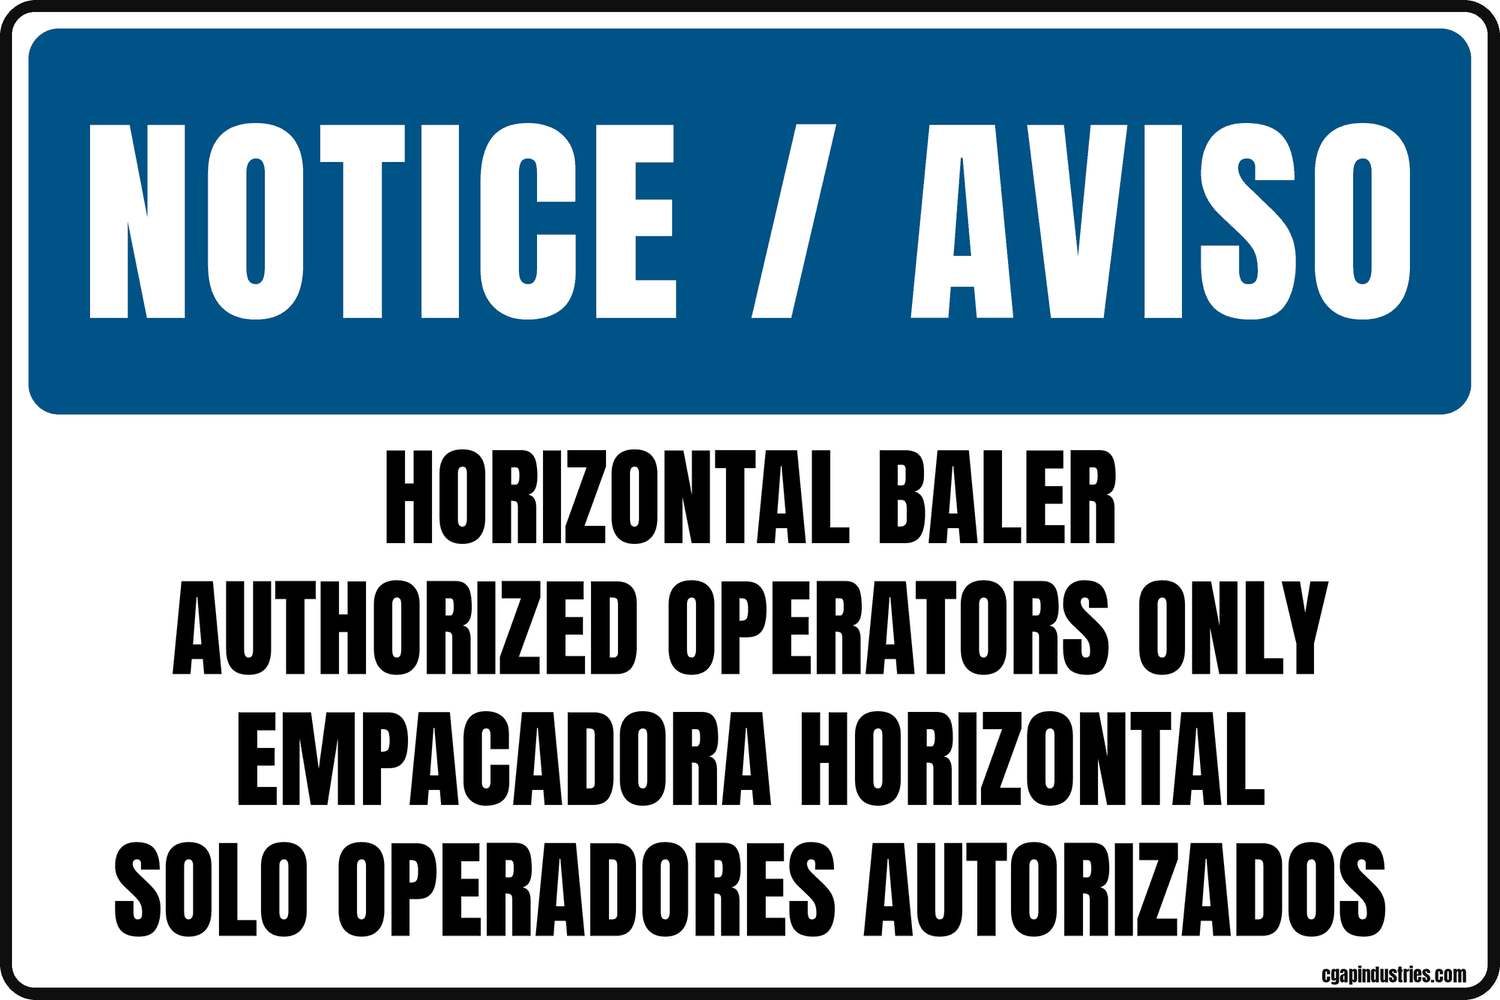 NOTICE / AVISO
HORIZONTAL BALER
AUTHORIZED OPERATORS ONLY
EMPACADORA HORIZONTAL
SOLO OPERADORES AUTORIZADOS
cgapindustries.com